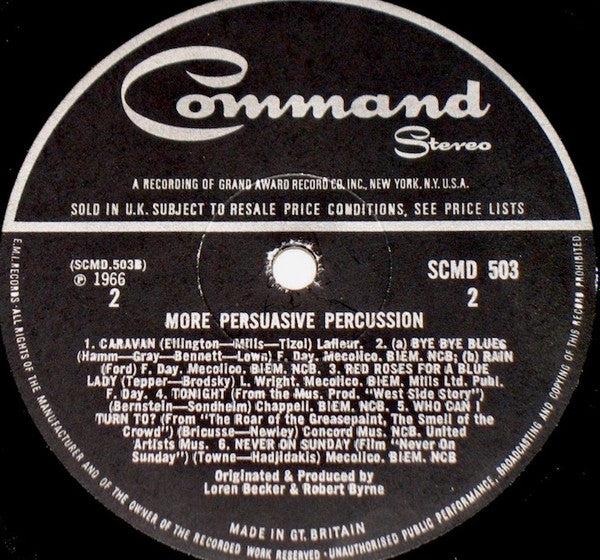 Command
Stereo
A RECORDING OF GRAND AWARD RECORD CO. INC., NEW YORK, N.Y. U.S.A.
SOLD IN U.K. SUBJECT TO RESALE PRICE CONDITIONS, SEE PRICE LISTS
(SCMD.503B)
℗ 1966
2
SCMD 503
2
MORE PERSUASIVE PERCUSSION
1. CARAVAN (Ellington—Mills—Tizol) Lafleur. 2. (a) BYE BYE BLUES
(Hamm—Gray—Bennett—Lown) F. Day. Mecolico. BIEM. NCB; (b) RAIN
(Ford) F. Day. Mecolico. BIEM. NCB. 3. RED ROSES FOR A BLUE
LADY (Tepper—Brodsky) L. Wright. Mecolico. BIEM. Mills Ltd. Publ.
F. Day. 4. TONIGHT (From the Mus. Prod. "West Side Story")
(Bernstein—Sondheim) Chappell. BIEM. NCB. 5. WHO CAN I
TURN TO? (From "The Roar of the Greasepaint, The Smell of the
Crowd") (Bricusse—Newley) Concord Mus. NCB. United
Artists Mus. 6. NEVER ON SUNDAY (Film "Never On
Sunday") (Towne—Hadjidakis) Mecolico. BIEM. NCB
Originated & Produced by
Loren Becker & Robert Byrne
MADE IN GT. BRITAIN
E.M.I. RECORDS · ALL RIGHTS OF THE MANUFACTURER AND OF THE OWNER OF THE RECORDED WORK RESERVED · UNAUTHORISED PUBLIC PERFORMANCE, BROADCASTING AND COPYING OF THIS RECORD PROHIBITED